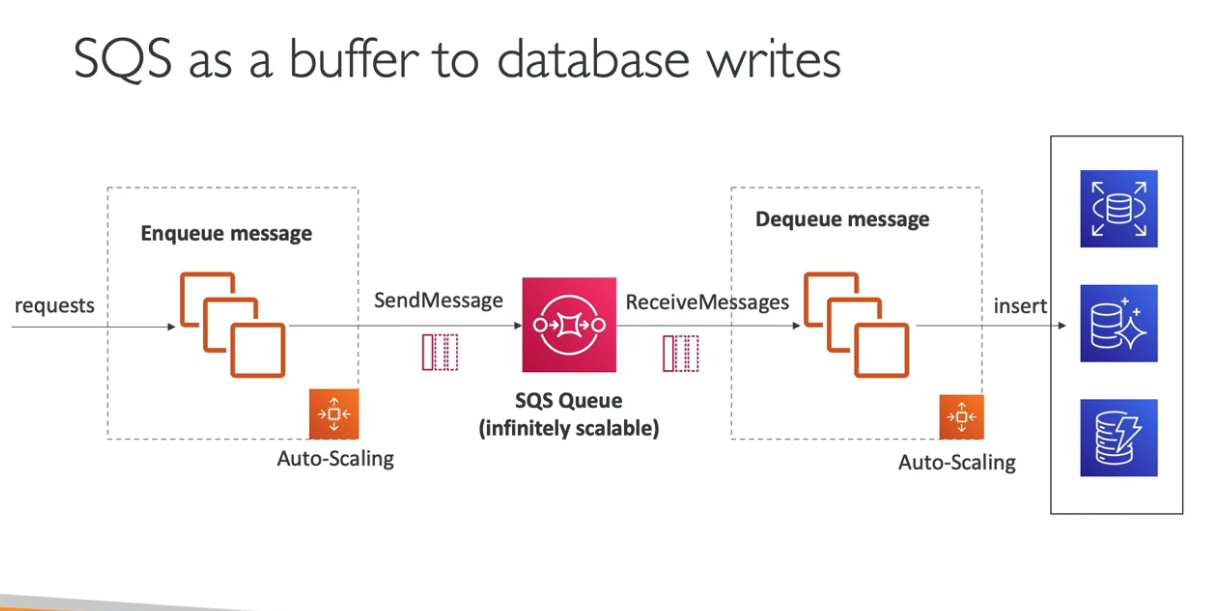 SQS as a buffer to database writes
requests
Enqueue message
Auto-Scaling
SendMessage
SQS Queue
(infinitely scalable)
ReceiveMessages
Dequeue message
Auto-Scaling
insert